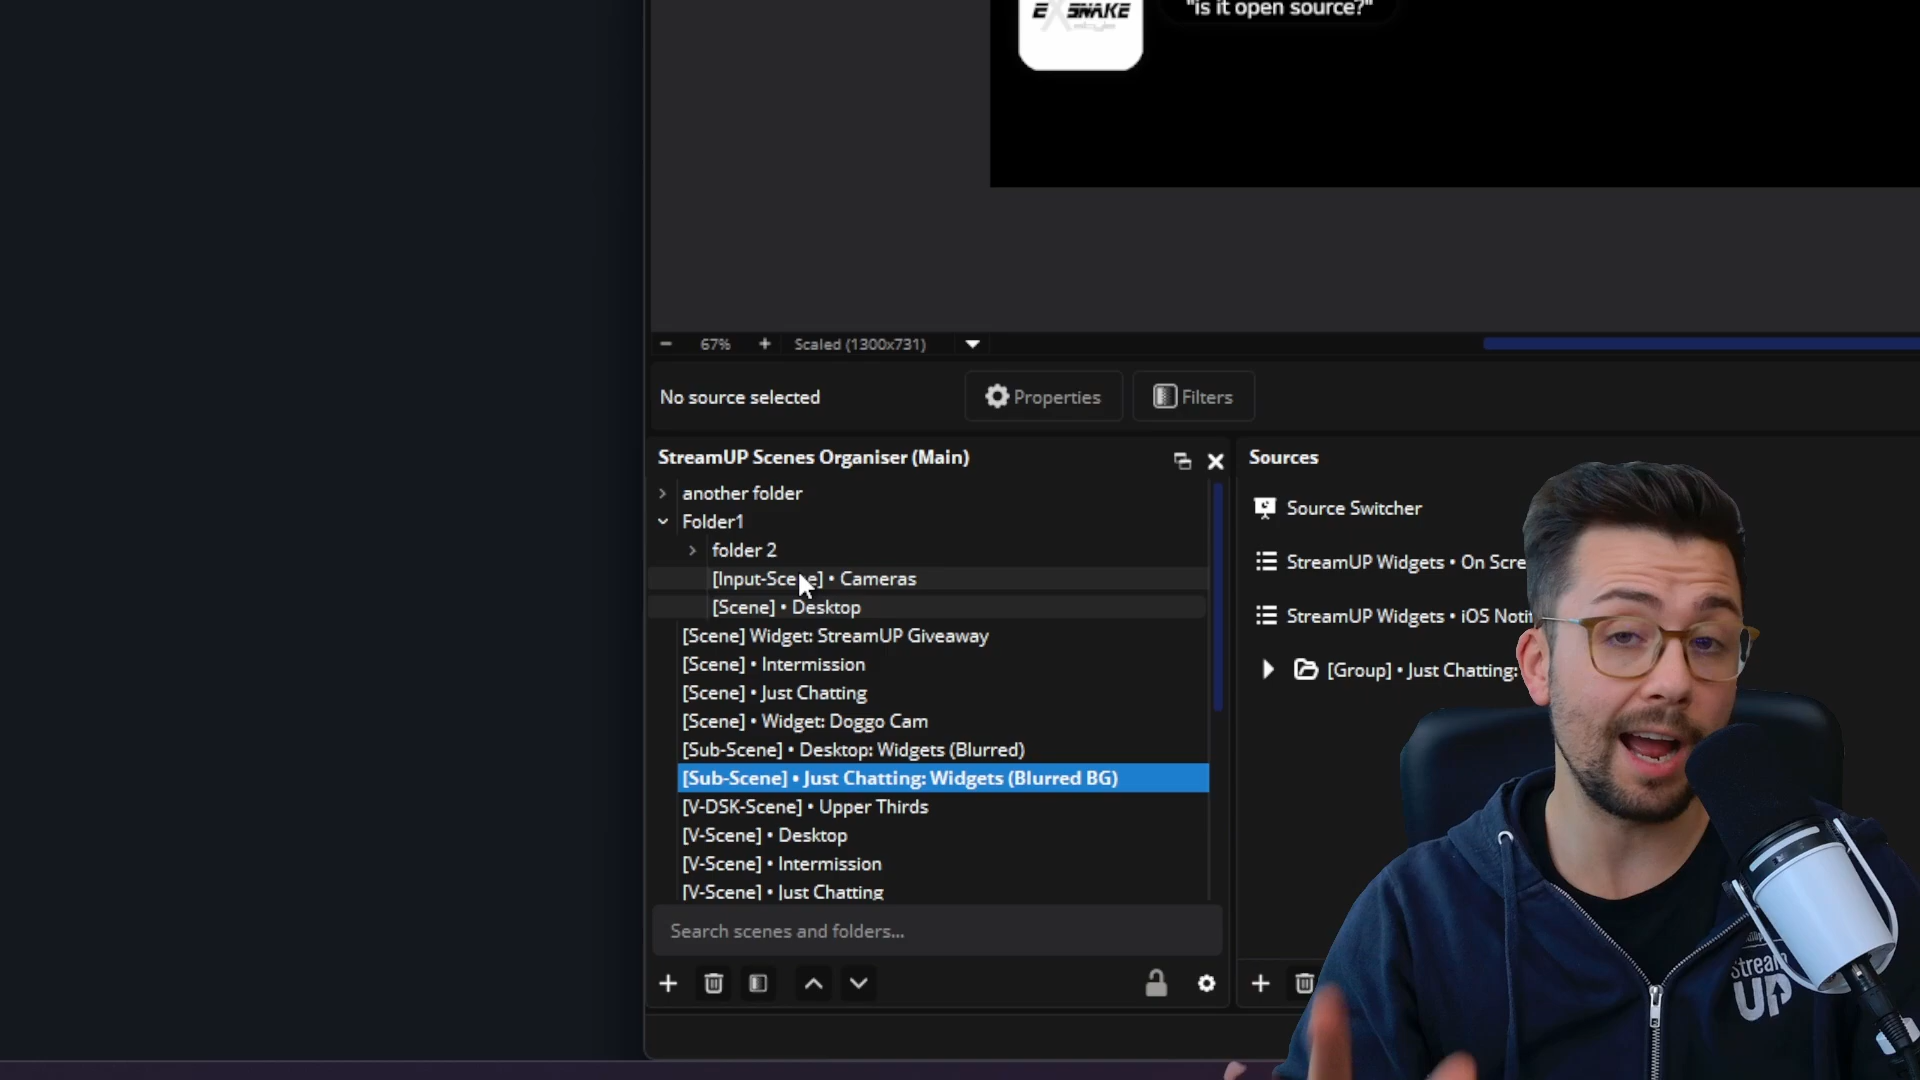 EXSNAKE
"is it open source?"
67%
Scaled (1300x731)
No source selected
Properties
Filters
StreamUP Scenes Organiser (Main)
Sources
another folder
Folder1
folder 2
[Input-Scene] • Cameras
[Scene] • Desktop
[Scene] Widget: StreamUP Giveaway
[Scene] • Intermission
[Scene] • Just Chatting
[Scene] • Widget: Doggo Cam
[Sub-Scene] • Desktop: Widgets (Blurred)
[Sub-Scene] • Just Chatting: Widgets (Blurred BG)
[V-DSK-Scene] • Upper Thirds
[V-Scene] • Desktop
[V-Scene] • Intermission
[V-Scene] • Just Chatting
Search scenes and folders...
Source Switcher
StreamUP Widgets • On Scre
StreamUP Widgets • iOS Noti
[Group] • Just Chatting:
Stream
UP